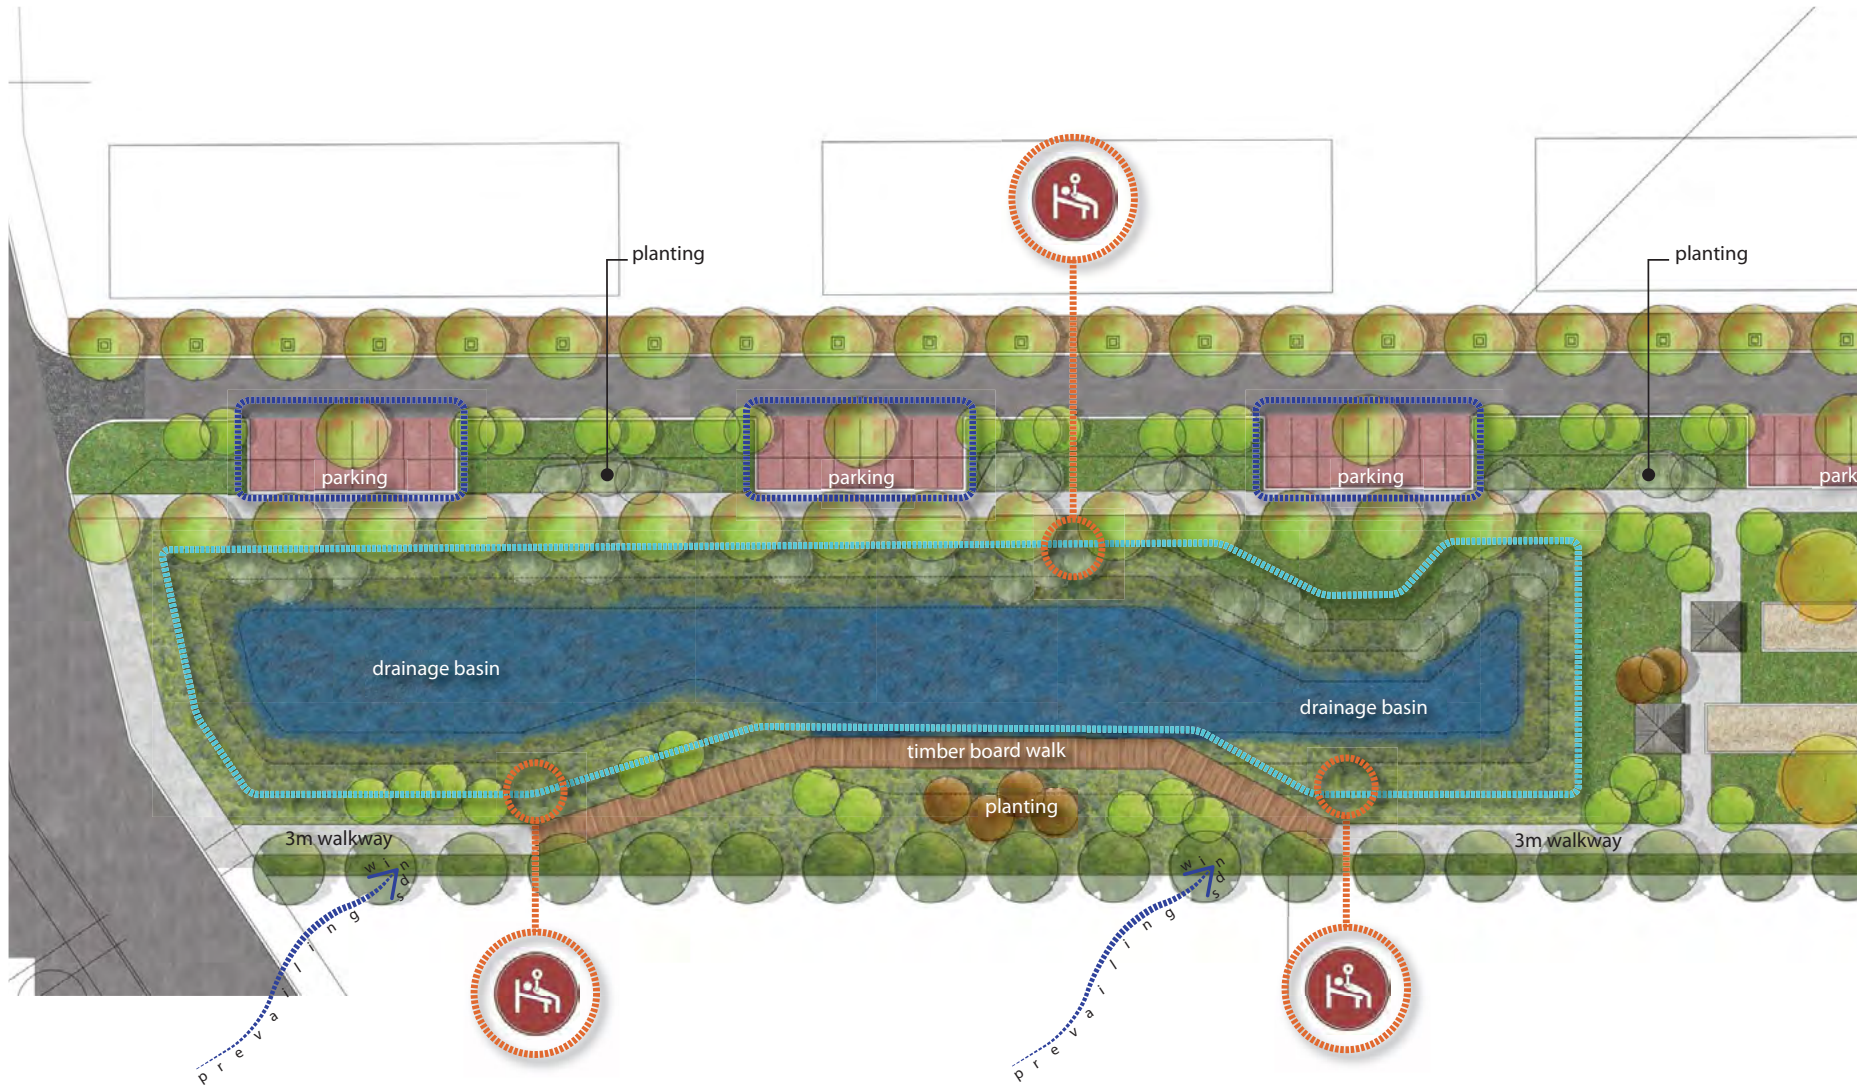 planting
planting
parking
parking
parking
park
drainage basin
drainage basin
timber board walk
planting
3m walkway
3m walkway
prevailing winds
prevailing winds